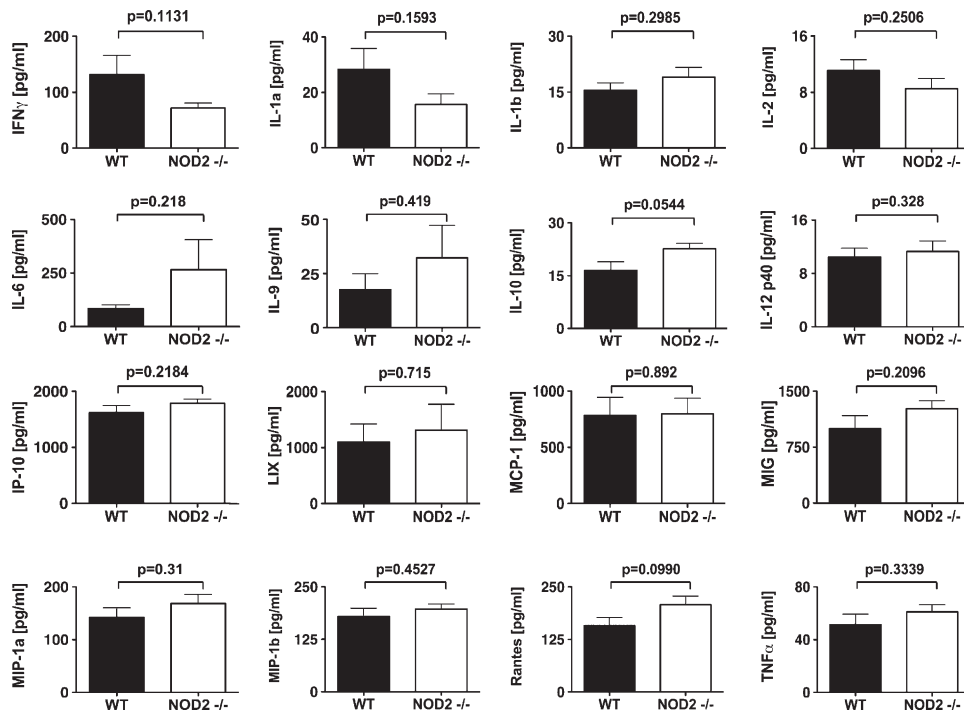 p=0.1131
IFNγ [pg/ml]
200
100
0
WT NOD2 -/-
p=0.1593
IL-1a [pg/ml]
40
20
0
WT NOD2 -/-
p=0.2985
IL-1b [pg/ml]
30
15
0
WT NOD2 -/-
p=0.2506
IL-2 [pg/ml]
16
8
0
WT NOD2 -/-
p=0.218
IL-6 [pg/ml]
500
250
0
WT NOD2 -/-
p=0.419
IL-9 [pg/ml]
50
25
0
WT NOD2 -/-
p=0.0544
IL-10 [pg/ml]
30
15
0
WT NOD2 -/-
p=0.328
IL-12 p40 [pg/ml]
16
8
0
WT NOD2 -/-
p=0.2184
IP-10 [pg/ml]
2000
1000
0
WT NOD2 -/-
p=0.715
LIX [pg/ml]
2000
1000
0
WT NOD2 -/-
p=0.892
MCP-1 [pg/ml]
1000
500
0
WT NOD2 -/-
p=0.2096
MIG [pg/ml]
1500
750
0
WT NOD2 -/-
p=0.31
MIP-1a [pg/ml]
200
100
0
WT NOD2 -/-
p=0.4527
MIP-1b [pg/ml]
250
125
0
WT NOD2 -/-
p=0.0990
Rantes [pg/ml]
250
125
0
WT NOD2 -/-
p=0.3339
TNFα [pg/ml]
80
40
0
WT NOD2 -/-